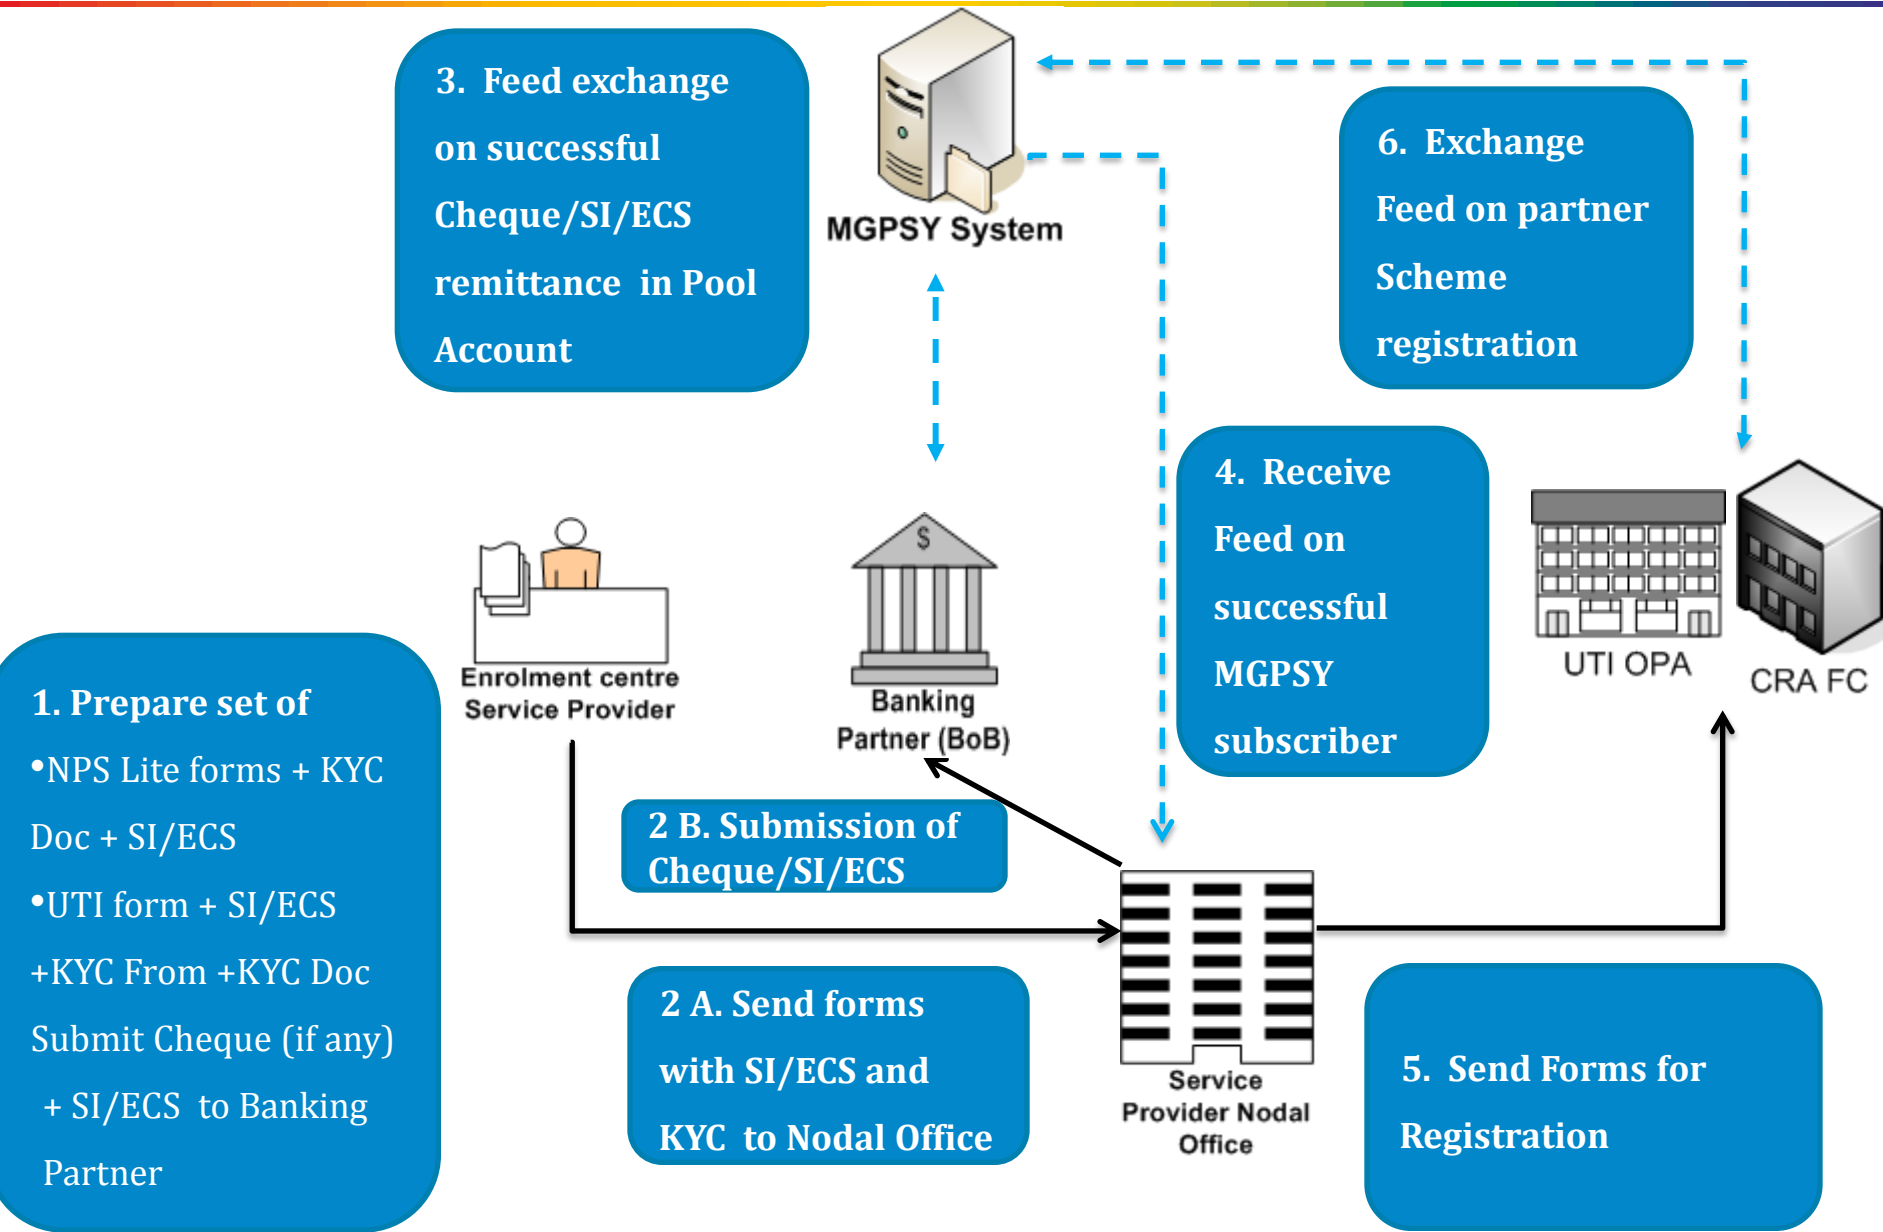 3.  Feed exchange
on successful
Cheque/SI/ECS
remittance  in Pool
Account
MGPSY System
6.  Exchange
Feed on partner
Scheme
registration
4.  Receive
Feed on
successful
MGPSY
subscriber
$
Enrolment centre
Service Provider
Banking
Partner (BoB)
UTI OPA
CRA FC
1. Prepare set of
•NPS Lite forms + KYC
Doc + SI/ECS
•UTI form + SI/ECS
+KYC From +KYC Doc
Submit Cheque (if any)
+ SI/ECS  to Banking
Partner
2 B. Submission of
Cheque/SI/ECS
2 A. Send forms
with SI/ECS and
KYC  to Nodal Office
Service
Provider Nodal
Office
5.  Send Forms for
Registration